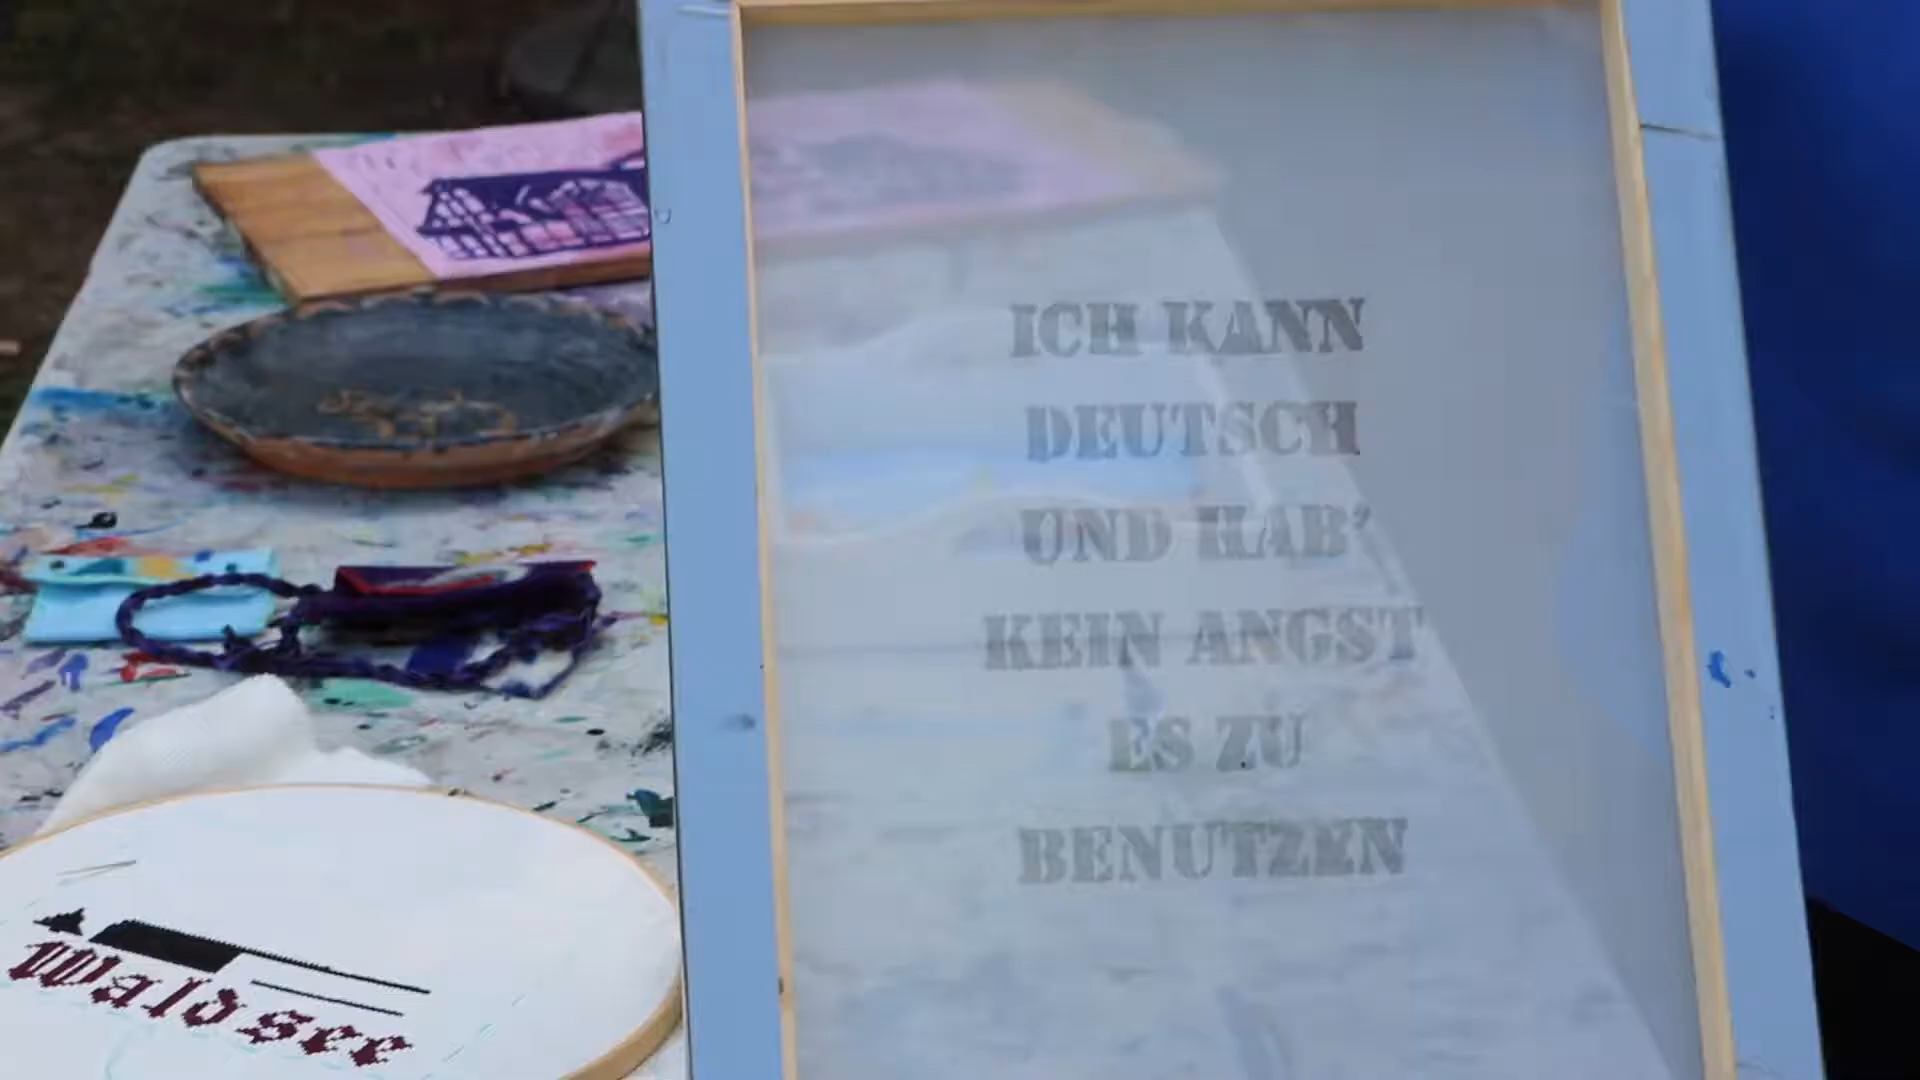 ICH KANN
DEUTSCH
UND HAB'
KEIN ANGST
ES ZU
BENUTZEN
Waldsee